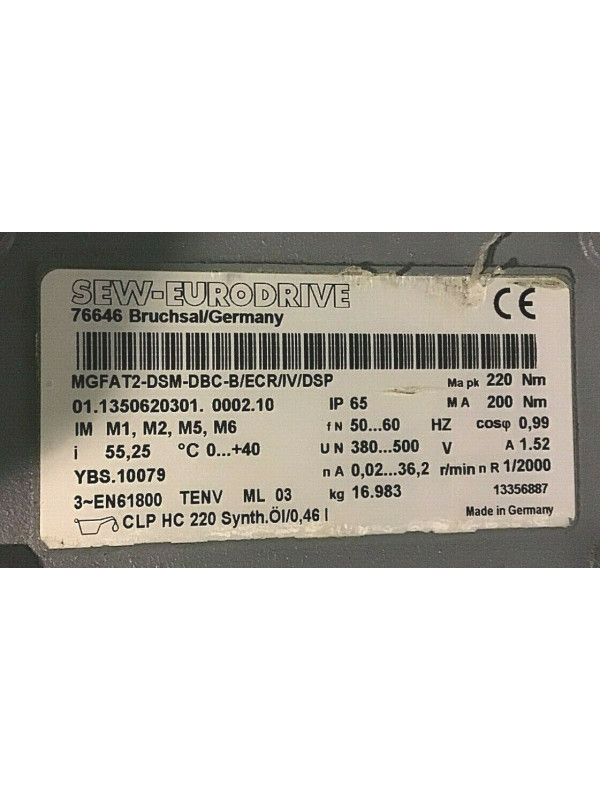 SEW-EURODRIVE
76646 Bruchsal/Germany
CE
MGFAT2-DSM-DBC-B/ECR/IV/DSP Ma pk 220 Nm
01.1350620301. 0002.10 IP 65 M A 200 Nm
IM M1, M2, M5, M6 f N 50...60 HZ cosφ 0,99
i 55,25 °C 0...+40 U N 380...500 V A 1.52
YBS.10079 n A 0,02...36,2 r/min n R 1/2000
3~EN61800 TENV ML 03 kg 16.983 13356887
CLP HC 220 Synth.Öl/0,46 l Made in Germany